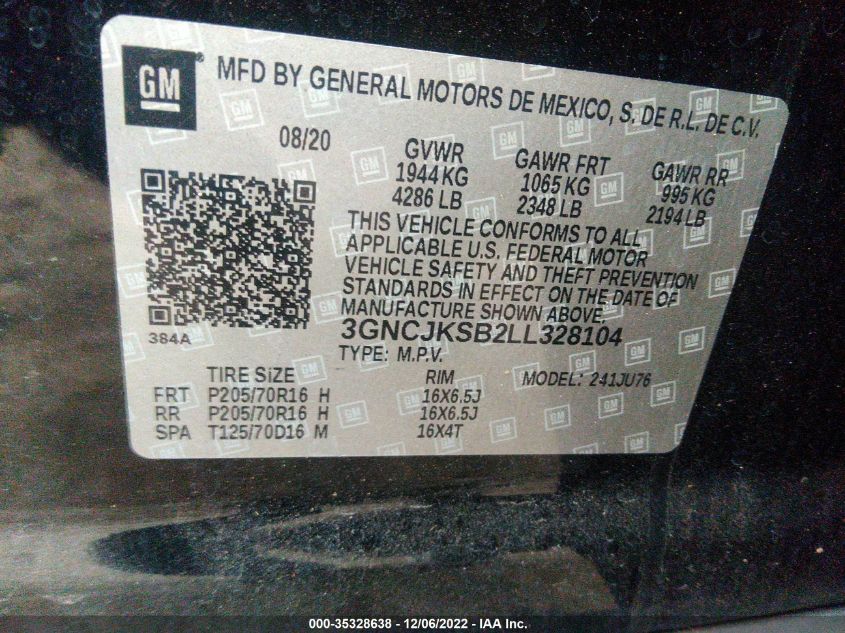 GM
MFD BY GENERAL MOTORS DE MEXICO, S. DE R.L. DE C.V.
08/20
GVWR GAWR FRT GAWR RR
1944 KG 1065 KG 995 KG
4286 LB 2348 LB 2194 LB
THIS VEHICLE CONFORMS TO ALL
APPLICABLE U.S. FEDERAL MOTOR
VEHICLE SAFETY AND THEFT PREVENTION
STANDARDS IN EFFECT ON THE DATE OF
MANUFACTURE SHOWN ABOVE.
384A
3GNCJKSB2LL328104
TYPE: M.P.V.
TIRE SIZE RIM MODEL: 241JU76
FRT P205/70R16 H 16X6.5J
RR P205/70R16 H 16X6.5J
SPA T125/70D16 M 16X4T
000-35328638 - 12/06/2022 - IAA Inc.